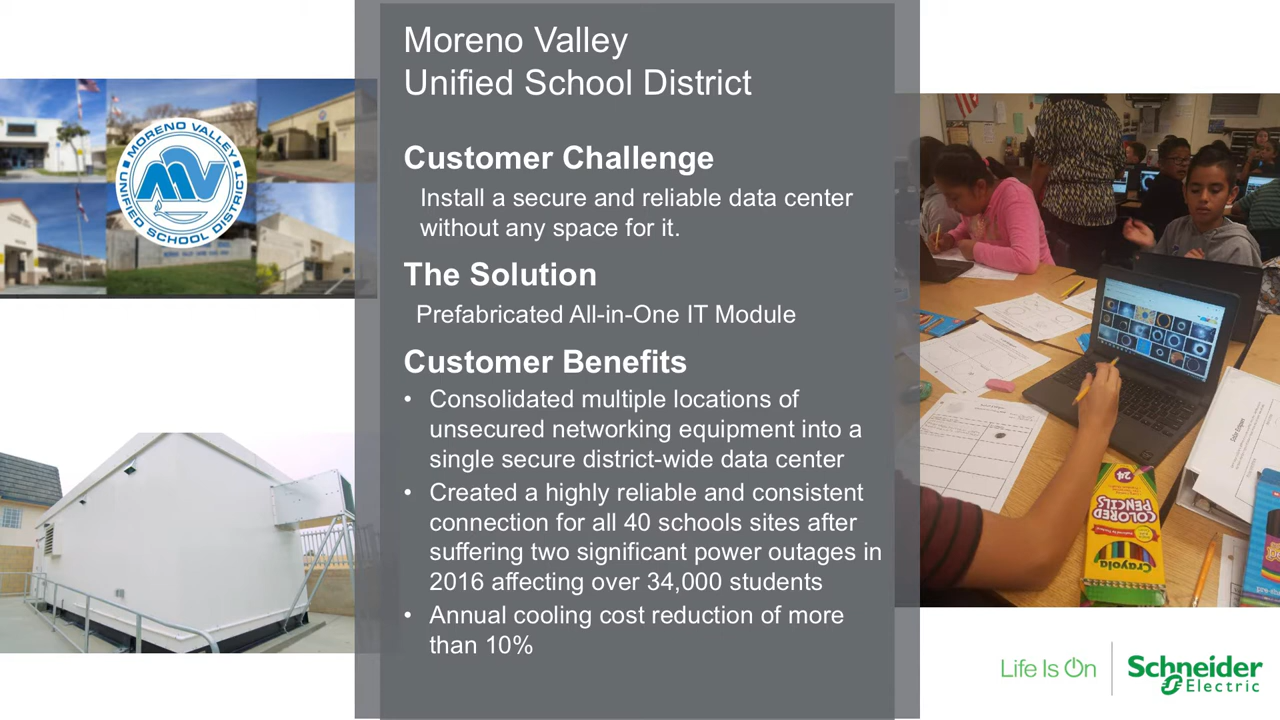 Moreno Valley
Unified School District
Customer Challenge
Install a secure and reliable data center
without any space for it.
The Solution
Prefabricated All-in-One IT Module
Customer Benefits
• Consolidated multiple locations of
unsecured networking equipment into a
single secure district-wide data center
• Created a highly reliable and consistent
connection for all 40 schools sites after
suffering two significant power outages in
2016 affecting over 34,000 students
• Annual cooling cost reduction of more
than 10%
MORENO VALLEY
MV
UNIFIED SCHOOL DISTRICT
24
COLORED
PENCILS
Crayola
Life Is On
Schneider
Electric